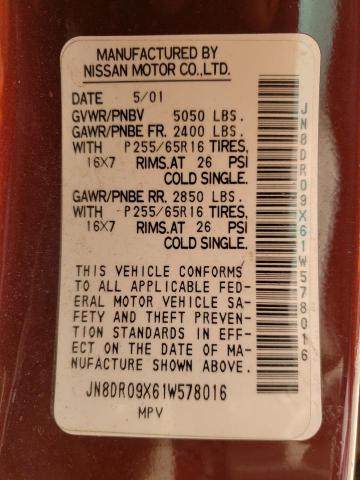 MANUFACTURED BY
NISSAN MOTOR CO.,LTD.
DATE 5/01
GVWR/PNBV 5050 LBS.
GAWR/PNBE FR. 2400 LBS.
WITH P255/65R16 TIRES,
16X7 RIMS.AT 26 PSI
COLD SINGLE.
GAWR/PNBE RR. 2850 LBS.
WITH P255/65R16 TIRES,
16X7 RIMS.AT 26 PSI
COLD SINGLE.
THIS VEHICLE CONFORMS
TO ALL APPLICABLE FED-
ERAL MOTOR VEHICLE SA-
FETY AND THEFT PREVEN-
TION STANDARDS IN EFF-
ECT ON THE DATE OF MA-
NUFACTURE SHOWN ABOVE.
JN8DR09X61W578016
MPV
JN8DR09X61W578016